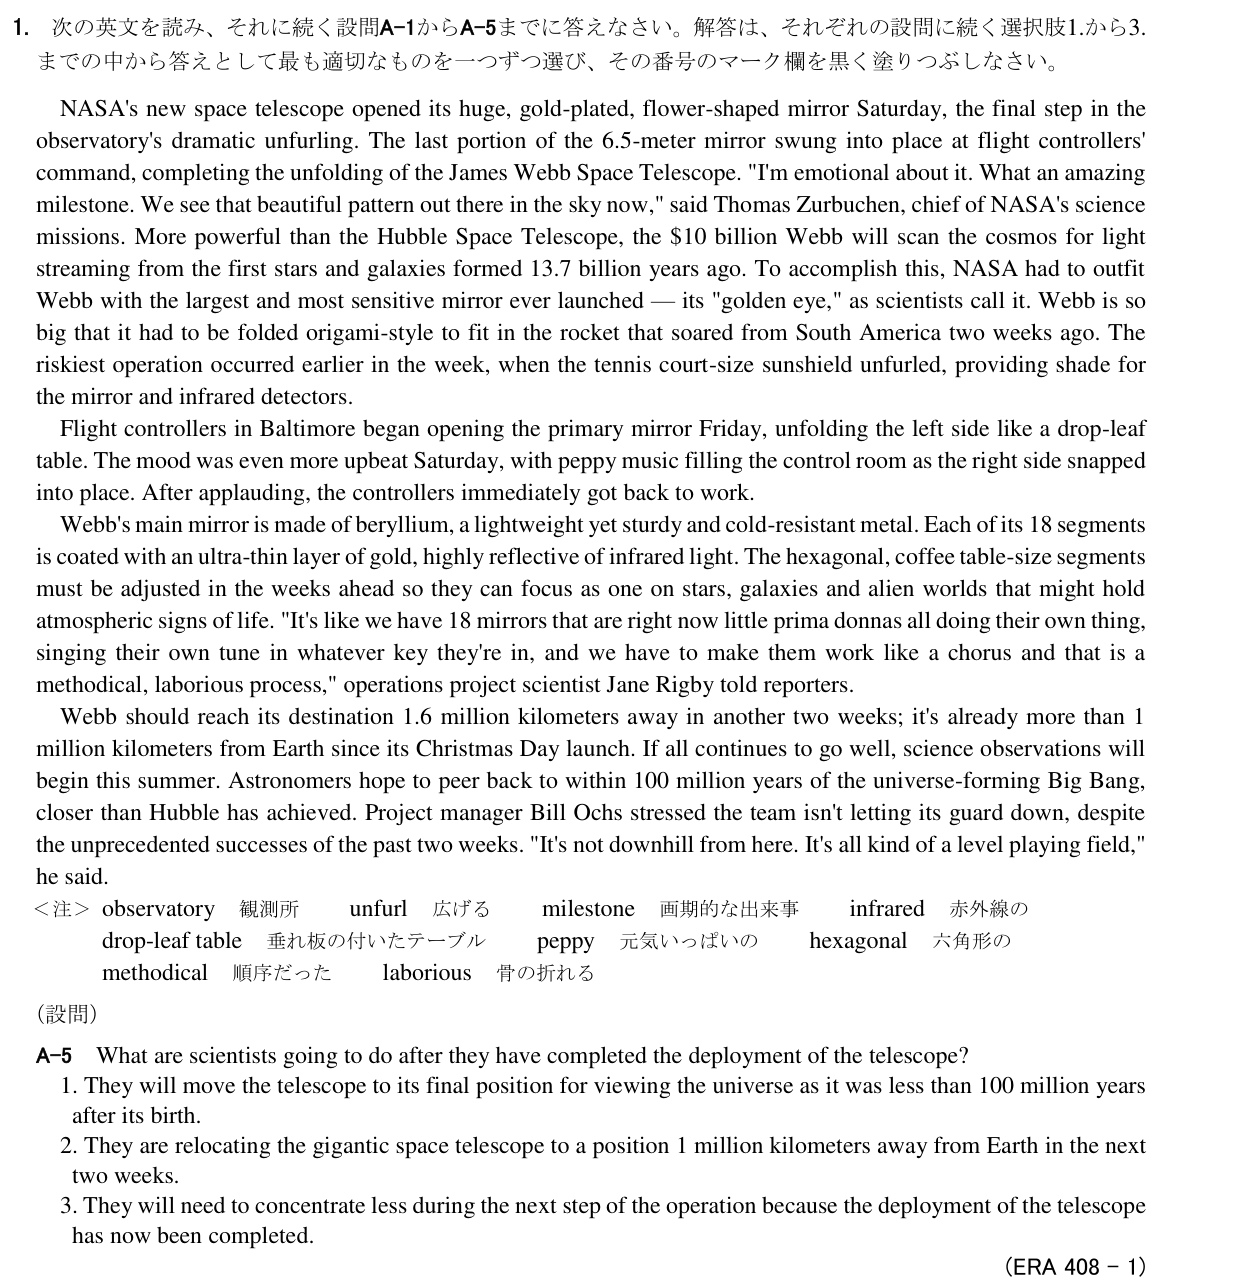 1. 次の英文を読み、それに続く設問A-1からA-5までに答えなさい。解答は、それぞれの設問に続く選択肢1.から3.
までの中から答えとして最も適切なものを一つずつ選び、その番号のマーク欄を黒く塗りつぶしなさい。
NASA's new space telescope opened its huge, gold-plated, flower-shaped mirror Saturday, the final step in the
observatory's dramatic unfurling. The last portion of the 6.5-meter mirror swung into place at flight controllers'
command, completing the unfolding of the James Webb Space Telescope. "I'm emotional about it. What an amazing
milestone. We see that beautiful pattern out there in the sky now," said Thomas Zurbuchen, chief of NASA's science
missions. More powerful than the Hubble Space Telescope, the $10 billion Webb will scan the cosmos for light
streaming from the first stars and galaxies formed 13.7 billion years ago. To accomplish this, NASA had to outfit
Webb with the largest and most sensitive mirror ever launched — its "golden eye," as scientists call it. Webb is so
big that it had to be folded origami-style to fit in the rocket that soared from South America two weeks ago. The
riskiest operation occurred earlier in the week, when the tennis court-size sunshield unfurled, providing shade for
the mirror and infrared detectors.
Flight controllers in Baltimore began opening the primary mirror Friday, unfolding the left side like a drop-leaf
table. The mood was even more upbeat Saturday, with peppy music filling the control room as the right side snapped
into place. After applauding, the controllers immediately got back to work.
Webb's main mirror is made of beryllium, a lightweight yet sturdy and cold-resistant metal. Each of its 18 segments
is coated with an ultra-thin layer of gold, highly reflective of infrared light. The hexagonal, coffee table-size segments
must be adjusted in the weeks ahead so they can focus as one on stars, galaxies and alien worlds that might hold
atmospheric signs of life. "It's like we have 18 mirrors that are right now little prima donnas all doing their own thing,
singing their own tune in whatever key they're in, and we have to make them work like a chorus and that is a
methodical, laborious process," operations project scientist Jane Rigby told reporters.
Webb should reach its destination 1.6 million kilometers away in another two weeks; it's already more than 1
million kilometers from Earth since its Christmas Day launch. If all continues to go well, science observations will
begin this summer. Astronomers hope to peer back to within 100 million years of the universe-forming Big Bang,
closer than Hubble has achieved. Project manager Bill Ochs stressed the team isn't letting its guard down, despite
the unprecedented successes of the past two weeks. "It's not downhill from here. It's all kind of a level playing field,"
he said.
＜注＞ observatory 観測所 unfurl 広げる milestone 画期的な出来事 infrared 赤外線の
drop-leaf table 垂れ板の付いたテーブル peppy 元気いっぱいの hexagonal 六角形の
methodical 順序だった laborious 骨の折れる
（設問）
A-5 What are scientists going to do after they have completed the deployment of the telescope?
1. They will move the telescope to its final position for viewing the universe as it was less than 100 million years
after its birth.
2. They are relocating the gigantic space telescope to a position 1 million kilometers away from Earth in the next
two weeks.
3. They will need to concentrate less during the next step of the operation because the deployment of the telescope
has now been completed.
（ERA 408 − 1）